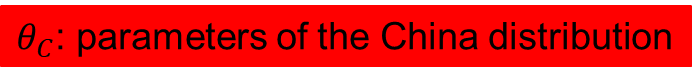 θ_C: parameters of the China distribution